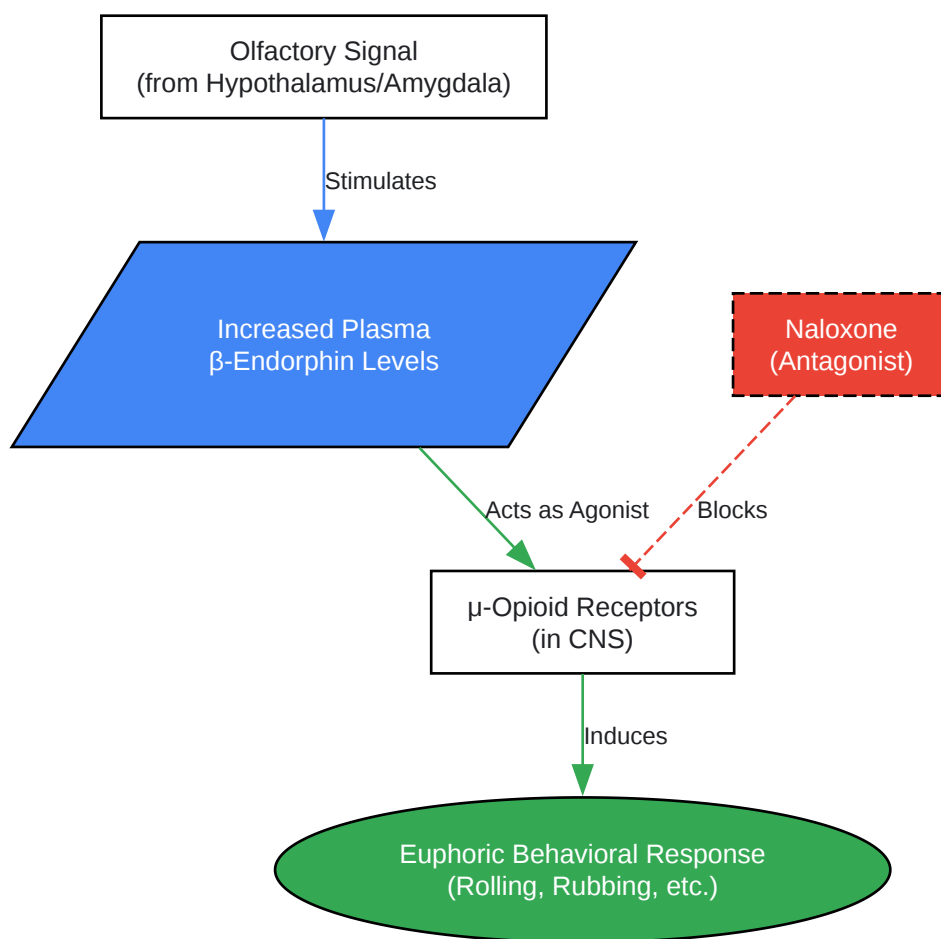 Olfactory Signal
(from Hypothalamus/Amygdala)
Stimulates
Increased Plasma
β-Endorphin Levels
Naloxone
(Antagonist)
Acts as Agonist
Blocks
μ-Opioid Receptors
(in CNS)
Induces
Euphoric Behavioral Response
(Rolling, Rubbing, etc.)